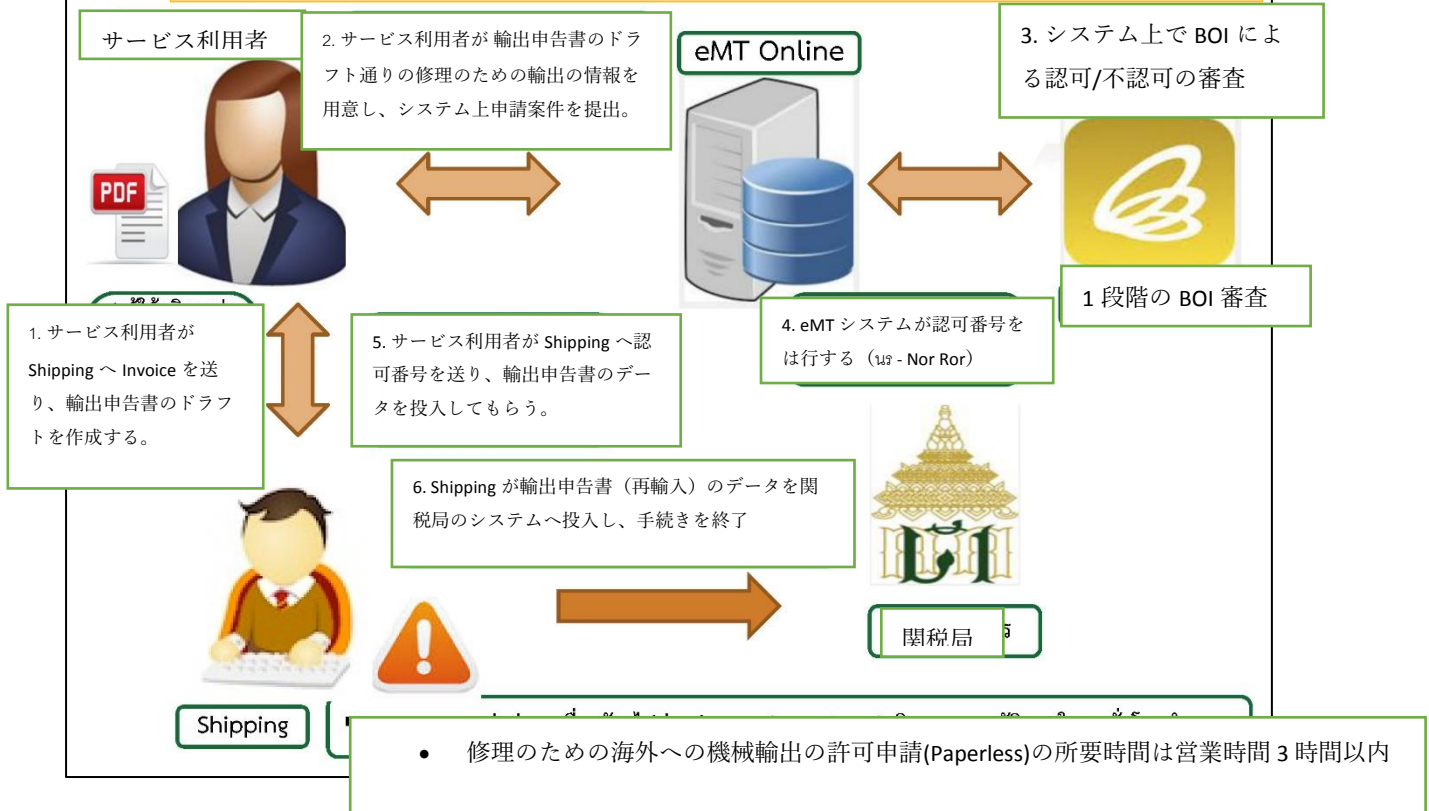 サービス利用者
2. サービス利用者が 輸出申告書のドラ
フト通りの修理のための輸出の情報を
用意し、システム上申請案件を提出。
eMT Online
3. システム上で BOI によ
る認可/不認可の審査
PDF
1 段階の BOI 審査
1. サービス利用者が
Shipping へ Invoice を送
り、輸出申告書のドラフ
トを作成する。
5. サービス利用者が Shipping へ認
可番号を送り、輸出申告書のデー
タを投入してもらう。
4. eMT システムが認可番号を
は行する（นร - Nor Ror）
6. Shipping が輸出申告書（再輸入）のデータを関
税局のシステムへ投入し、手続きを終了
関税局
Shipping
• 修理のための海外への機械輸出の許可申請(Paperless)の所要時間は営業時間 3 時間以内